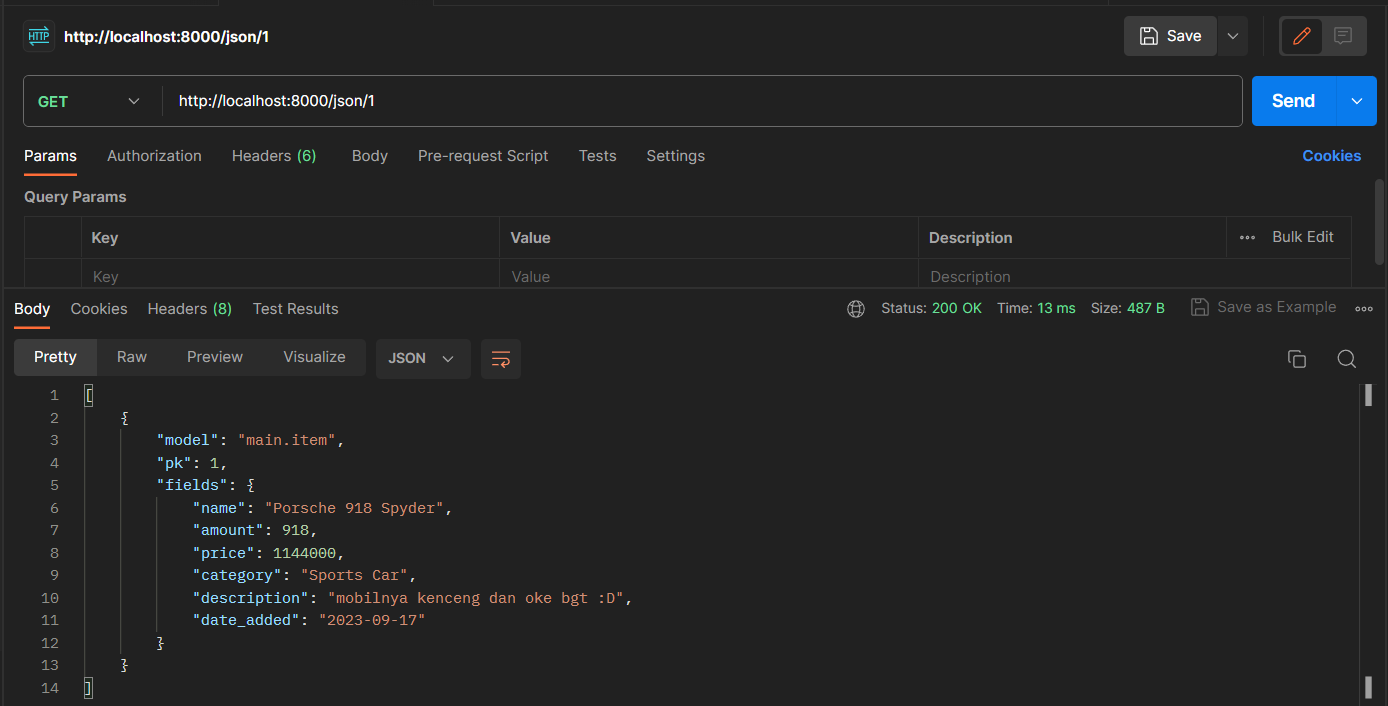 HTTP http://localhost:8000/json/1 Save
GET http://localhost:8000/json/1 Send
Params Authorization Headers (6) Body Pre-request Script Tests Settings Cookies
Query Params
Key Value Description ••• Bulk Edit
Key Value Description
Body Cookies Headers (8) Test Results Status: 200 OK Time: 13 ms Size: 487 B Save as Example
Pretty Raw Preview Visualize JSON
1 [
2 {
3 "model": "main.item",
4 "pk": 1,
5 "fields": {
6 "name": "Porsche 918 Spyder",
7 "amount": 918,
8 "price": 1144000,
9 "category": "Sports Car",
10 "description": "mobilnya kenceng dan oke bgt :D",
11 "date_added": "2023-09-17"
12 }
13 }
14 ]